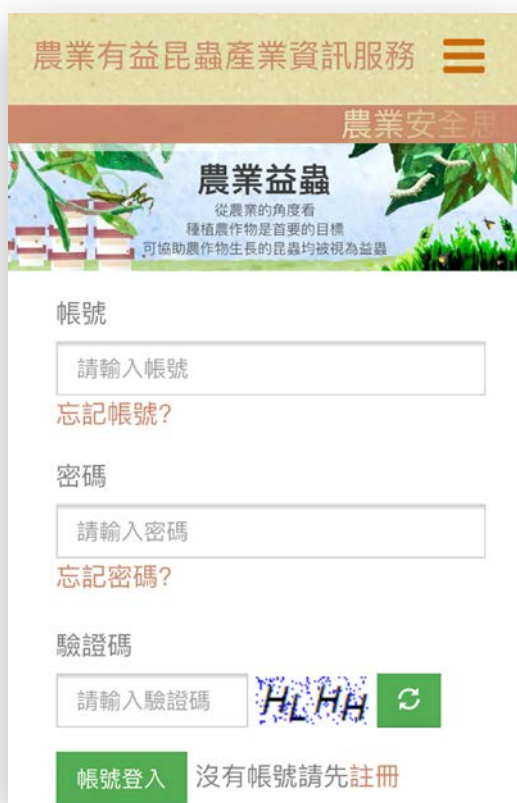 農業有益昆蟲產業資訊服務
農業安全思
農業益蟲
從農業的角度看
種植農作物是首要的目標
可協助農作物生長的昆蟲均被視為益蟲
帳號
請輸入帳號
忘記帳號?
密碼
請輸入密碼
忘記密碼?
驗證碼
請輸入驗證碼 HLHH
帳號登入 沒有帳號請先註冊